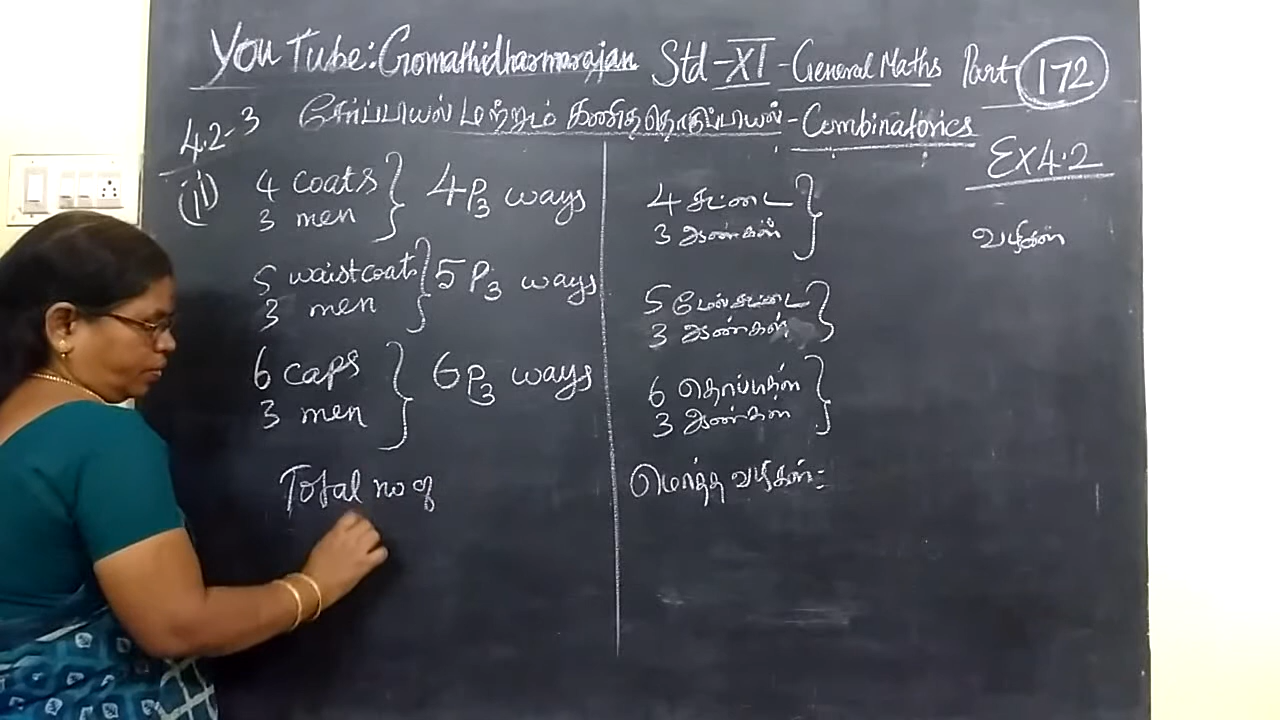 YouTube: Gomathidharmarajan Std-XI-General Maths Part 172
4.2-3 சேர்ப்பியல் மற்றும் கணித தொகுப்பியல் - Combinatorics
Ex 4.2
(ii) 4 coats
3 men } 4P3 ways
5 waistcoats
3 men } 5P3 ways
6 caps
3 men } 6P3 ways
Total no of
4 சட்டை
3 ஆண்கள் }
வழிகள்
5 மேல்சட்டை
3 ஆண்கள் }
6 தொப்பிகள்
3 ஆண்கள் }
மொத்த வழிகள் =